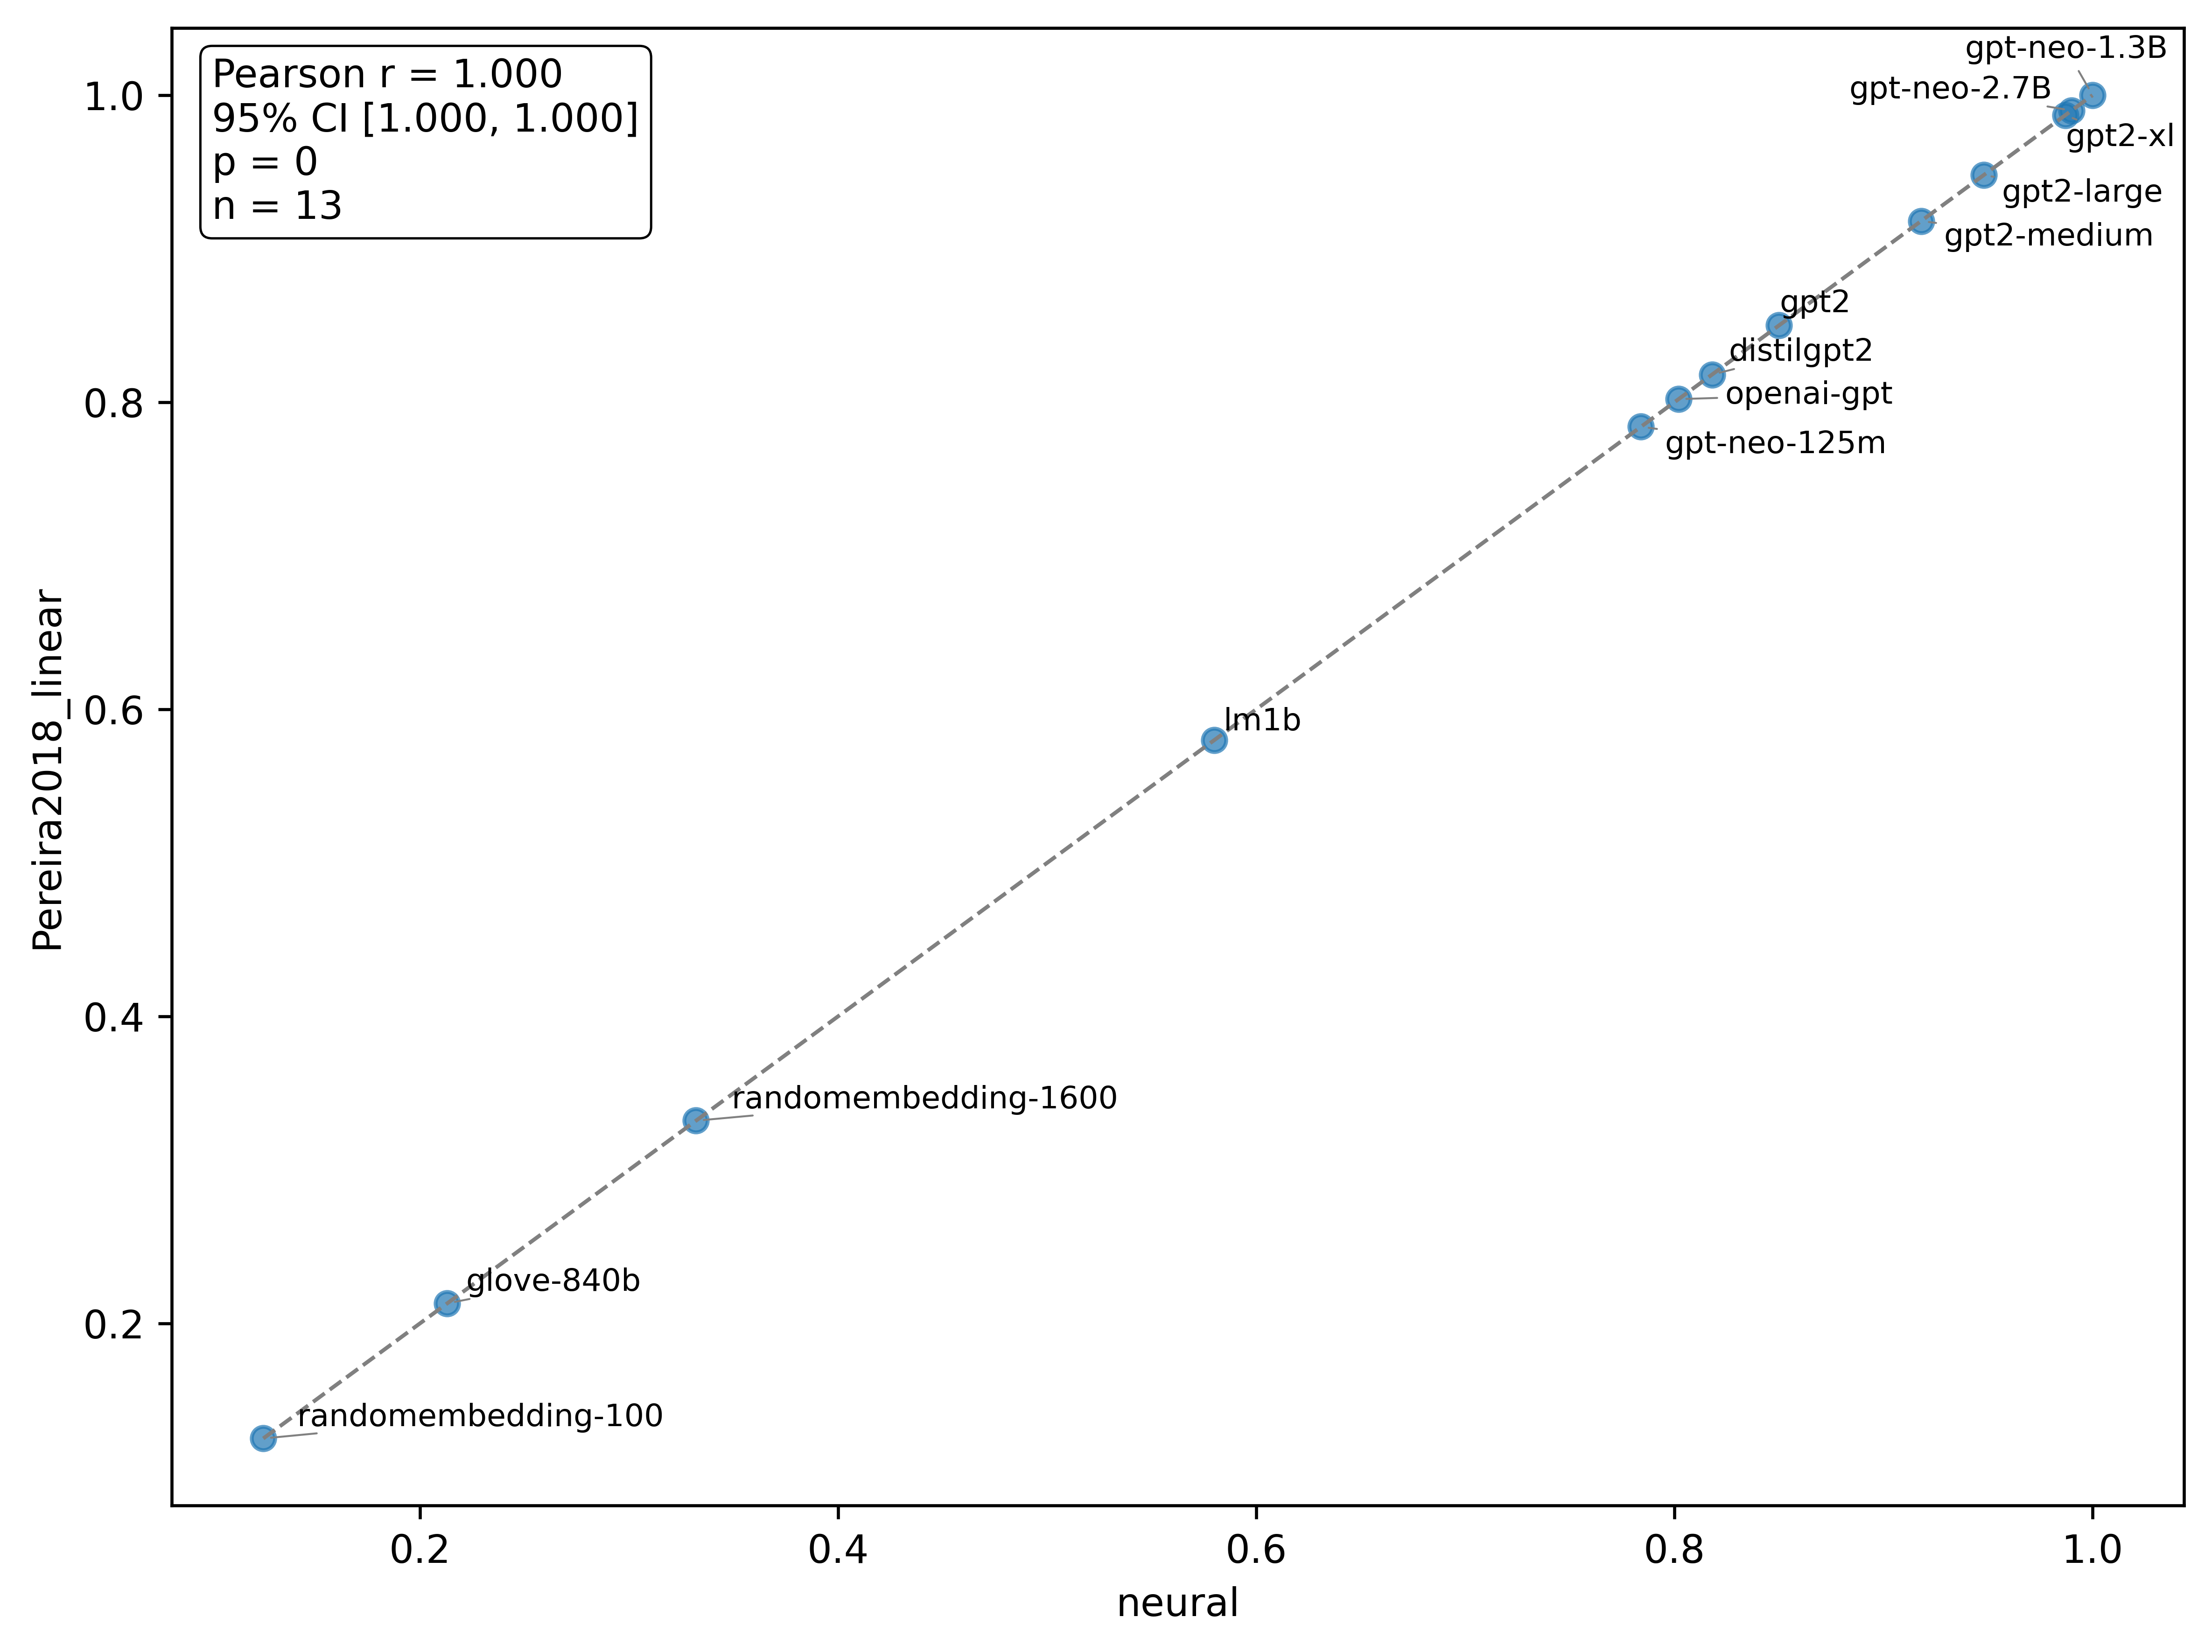 Pearson r = 1.000
95% CI [1.000, 1.000]
p = 0
n = 13
gpt-neo-1.3B
gpt-neo-2.7B
gpt2-xl
gpt2-large
gpt2-medium
gpt2
distilgpt2
openai-gpt
gpt-neo-125m
lm1b
randomembedding-1600
glove-840b
randomembedding-100
1.0
0.8
0.6
0.4
0.2
Pereira2018_linear
0.2
0.4
0.6
0.8
1.0
neural